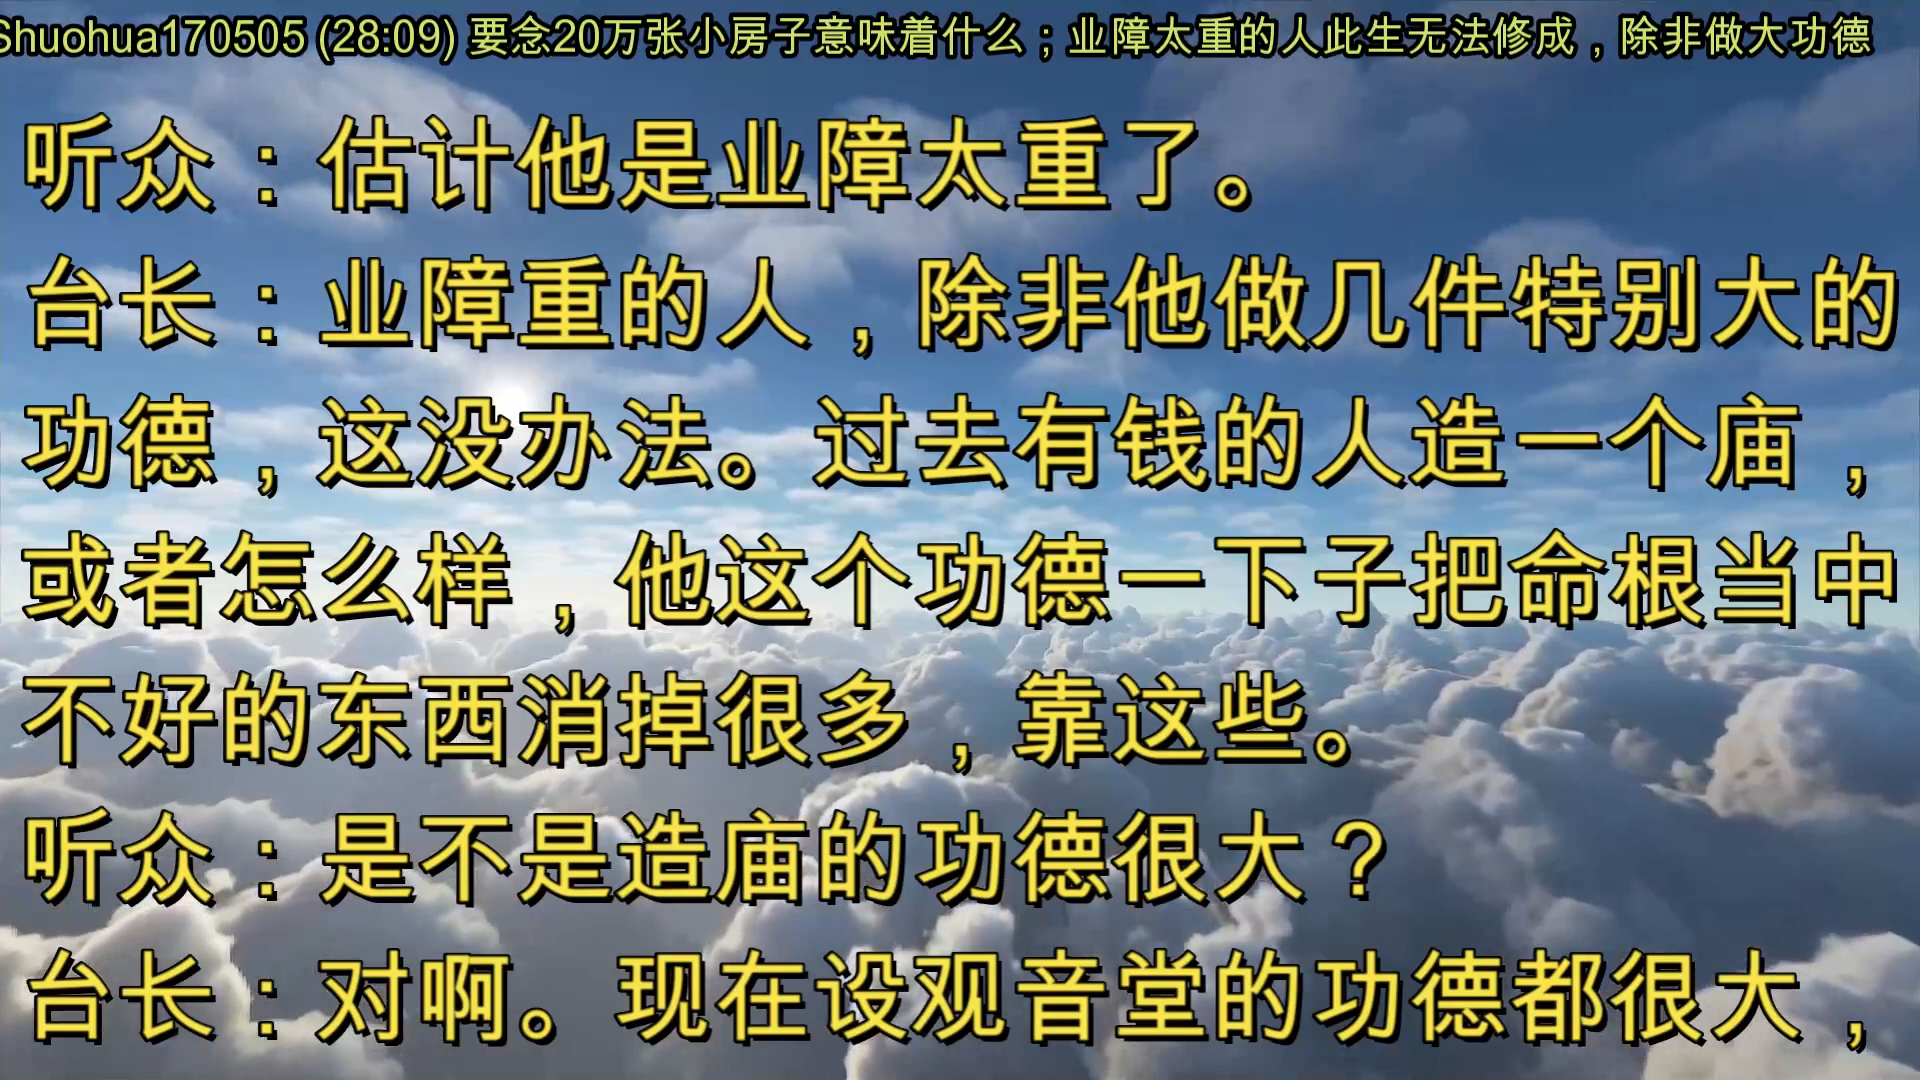 Shuohua170505 (28:09) 要念20万张小房子意味着什么；业障太重的人此生无法修成，除非做大功德
听众：估计他是业障太重了。
台长：业障重的人，除非他做几件特别大的
功德，这没办法。过去有钱的人造一个庙，
或者怎么样，他这个功德一下子把命根当中
不好的东西消掉很多，靠这些。
听众：是不是造庙的功德很大？
台长：对啊。现在设观音堂的功德都很大，